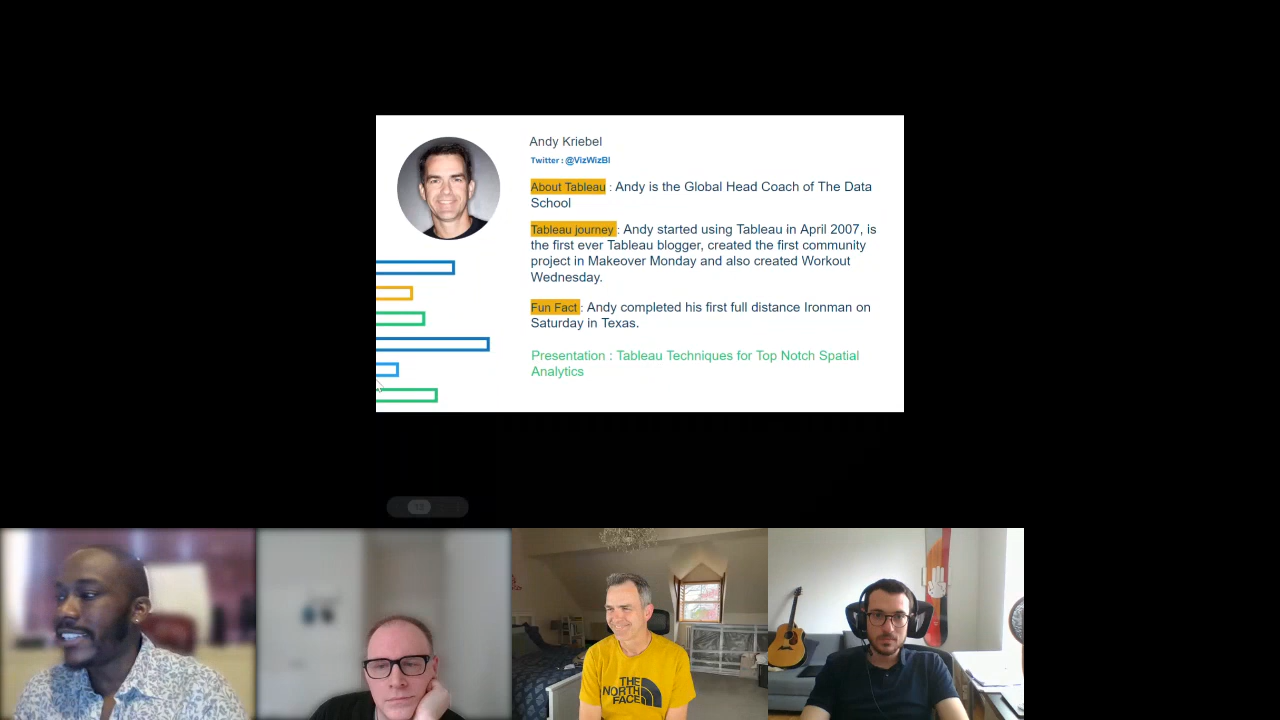 Andy Kriebel
Twitter : @VizWizBI
About Tableau : Andy is the Global Head Coach of The Data
School
Tableau journey : Andy started using Tableau in April 2007, is
the first ever Tableau blogger, created the first community
project in Makeover Monday and also created Workout
Wednesday.
Fun Fact : Andy completed his first full distance Ironman on
Saturday in Texas.
Presentation : Tableau Techniques for Top Notch Spatial
Analytics
THE
NORTH
FACE